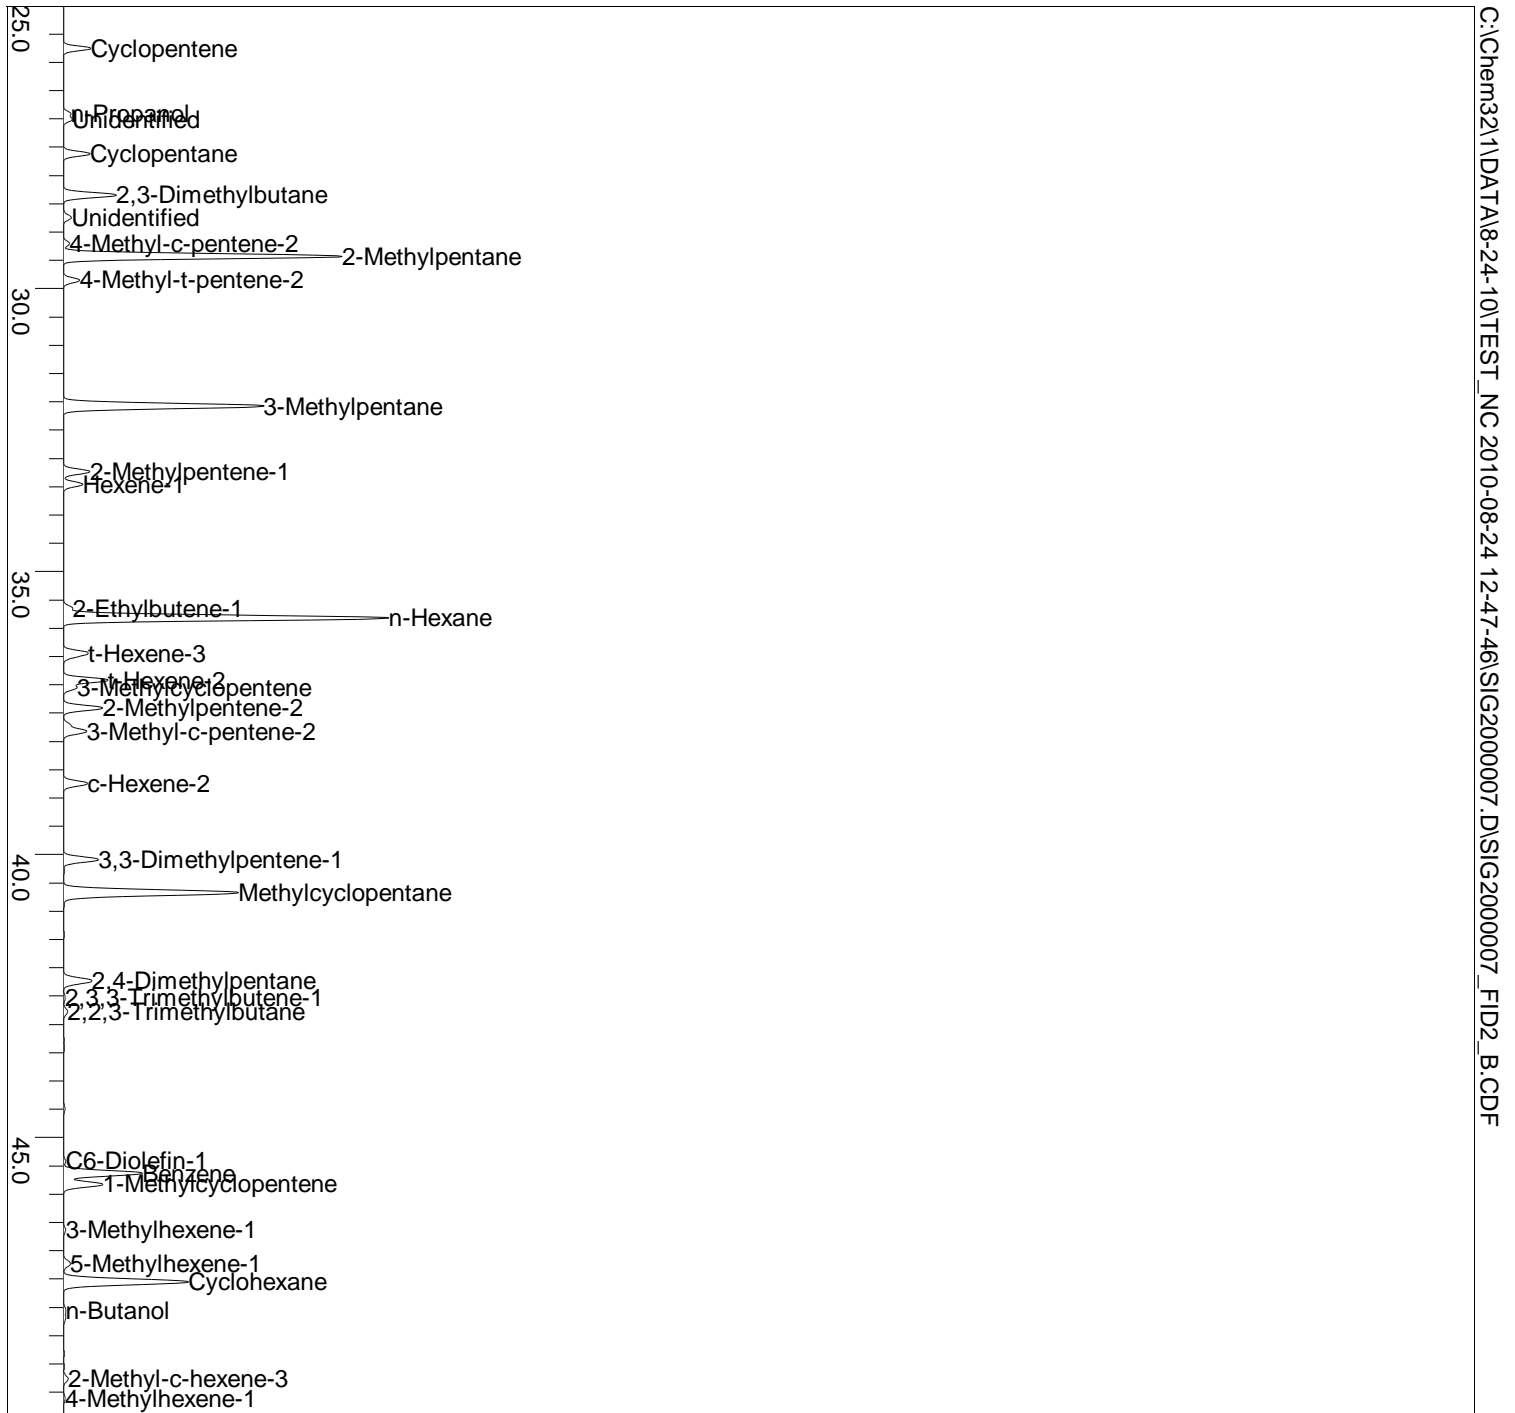 C:\Chem32\1\DATA\8-24-10\TEST_NC 2010-08-24 12-47-46\SIG2000007.D\SIG2000007_FID2_B.CDF
25.0
Cyclopentene
n-Propanol
Unidentified
Cyclopentane
2,3-Dimethylbutane
Unidentified
4-Methyl-c-pentene-2
2-Methylpentane
4-Methyl-t-pentene-2
30.0
3-Methylpentane
2-Methylpentene-1
Hexene-1
35.0
2-Ethylbutene-1
n-Hexane
t-Hexene-3
t-Hexene-2
3-Methylcyclopentene
2-Methylpentene-2
3-Methyl-c-pentene-2
c-Hexene-2
40.0
3,3-Dimethylpentene-1
Methylcyclopentane
2,4-Dimethylpentane
2,3,3-Trimethylbutene-1
2,2,3-Trimethylbutane
45.0
C6-Diolefin-1
Benzene
1-Methylcyclopentene
3-Methylhexene-1
5-Methylhexene-1
Cyclohexane
n-Butanol
2-Methyl-c-hexene-3
4-Methylhexene-1